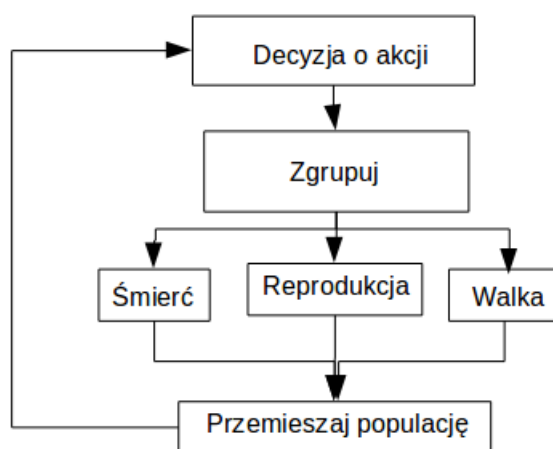 Decyzja o akcji
Zgrupuj
Śmierć
Reprodukcja
Walka
Przemieszaj populację